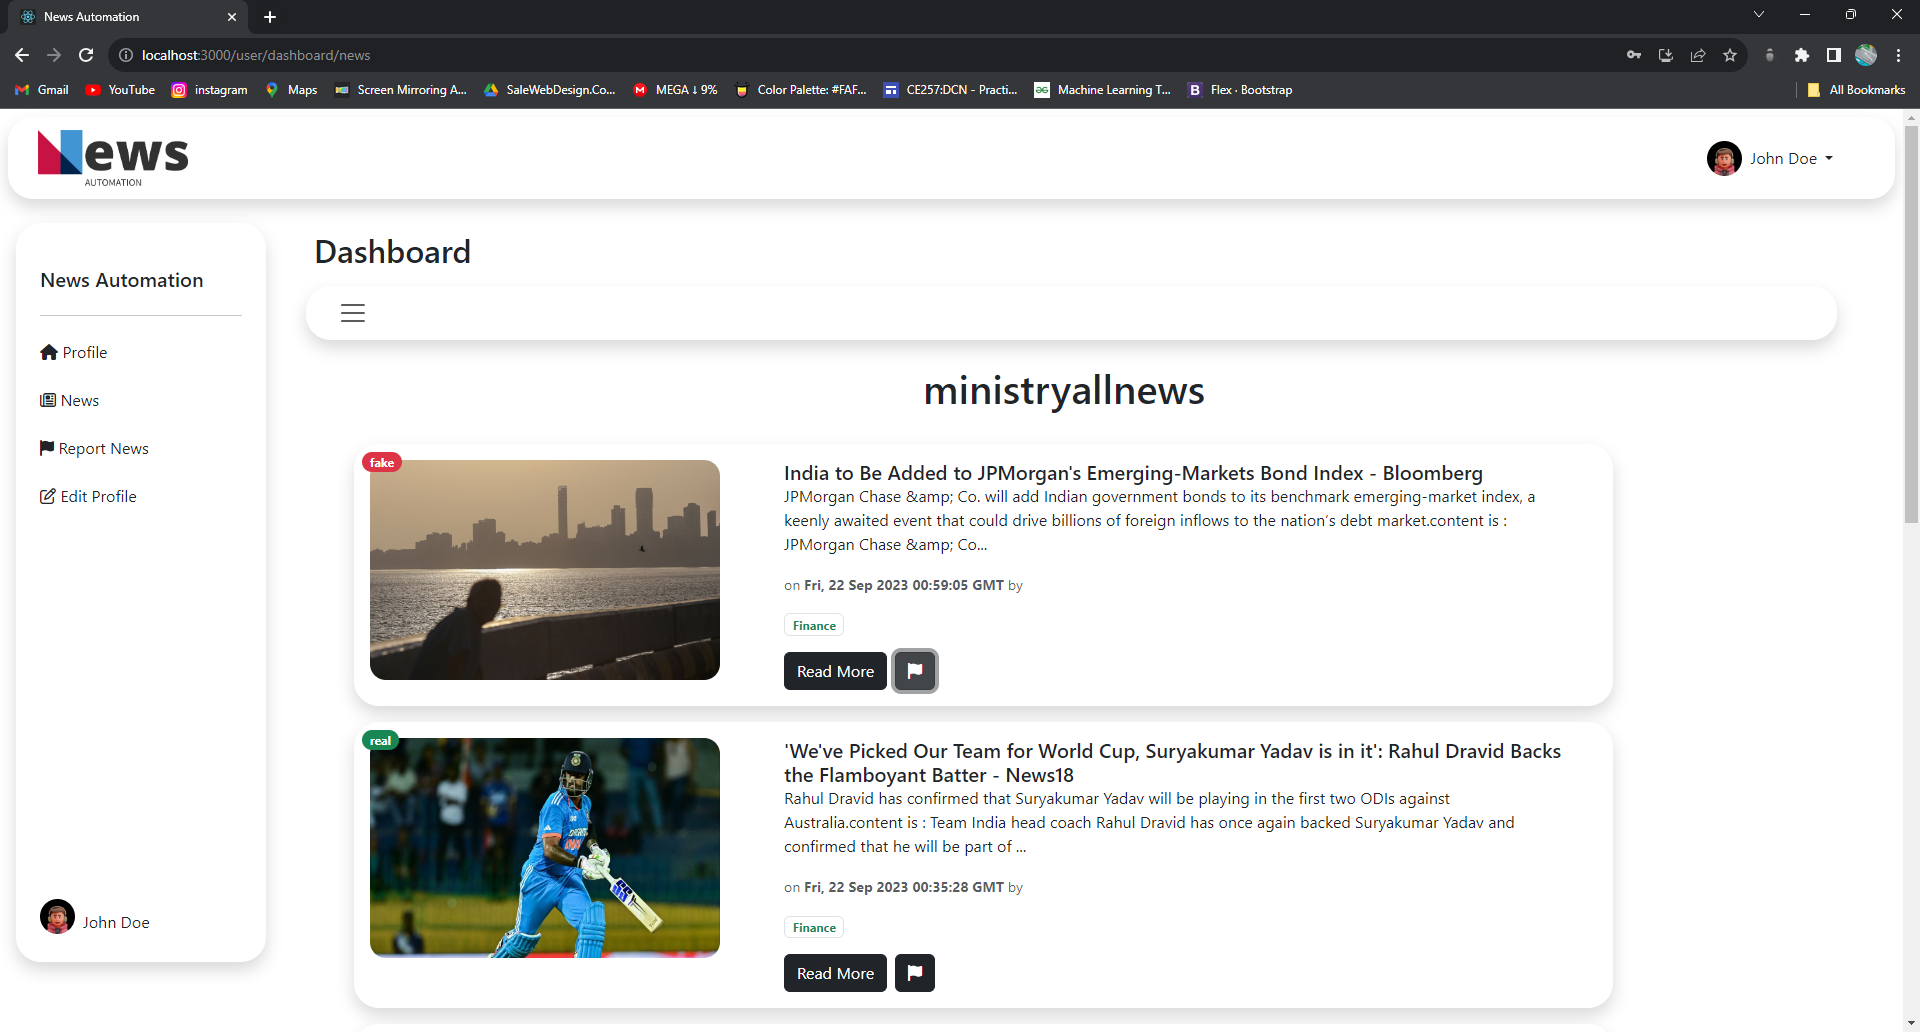 News Automation
localhost:3000/user/dashboard/news
Gmail
YouTube
instagram
Maps
Screen Mirroring A...
SaleWebDesign.Co...
MEGA ↓ 9%
Color Palette: #FAF...
CE257:DCN - Practi...
Machine Learning T...
Flex · Bootstrap
All Bookmarks
News
AUTOMATION
John Doe
News Automation
Profile
News
Report News
Edit Profile
John Doe
Dashboard
ministryallnews
fake
India to Be Added to JPMorgan's Emerging-Markets Bond Index - Bloomberg
JPMorgan Chase &amp; Co. will add Indian government bonds to its benchmark emerging-market index, a
keenly awaited event that could drive billions of foreign inflows to the nation’s debt market.content is :
JPMorgan Chase &amp; Co...
on Fri, 22 Sep 2023 00:59:05 GMT by
Finance
Read More
real
'We've Picked Our Team for World Cup, Suryakumar Yadav is in it': Rahul Dravid Backs
the Flamboyant Batter - News18
Rahul Dravid has confirmed that Suryakumar Yadav will be playing in the first two ODIs against
Australia.content is : Team India head coach Rahul Dravid has once again backed Suryakumar Yadav and
confirmed that he will be part of ...
on Fri, 22 Sep 2023 00:35:28 GMT by
Finance
Read More